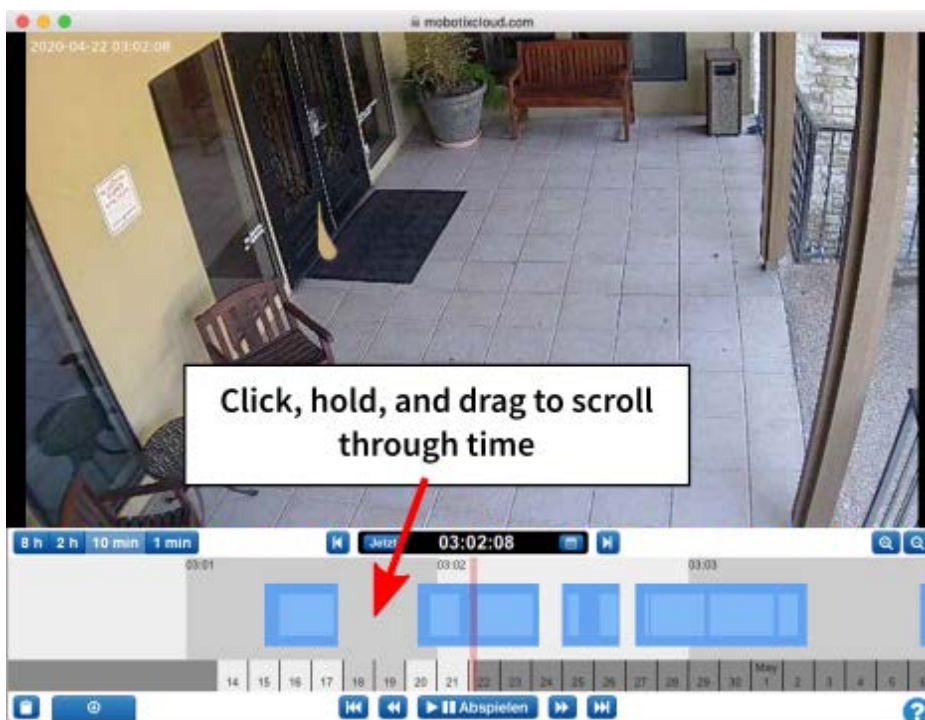 mobotixcloud.com
2020-04-22 03:02:08
Click, hold, and drag to scroll
through time
8 h 2 h 10 min 1 min
Jetzt 03:02:08
03:01 03:02 03:03
May
14 15 16 17 18 19 20 21 22 23 24 25 26 27 28 29 30 1 2 3 4 5
Abspielen
?